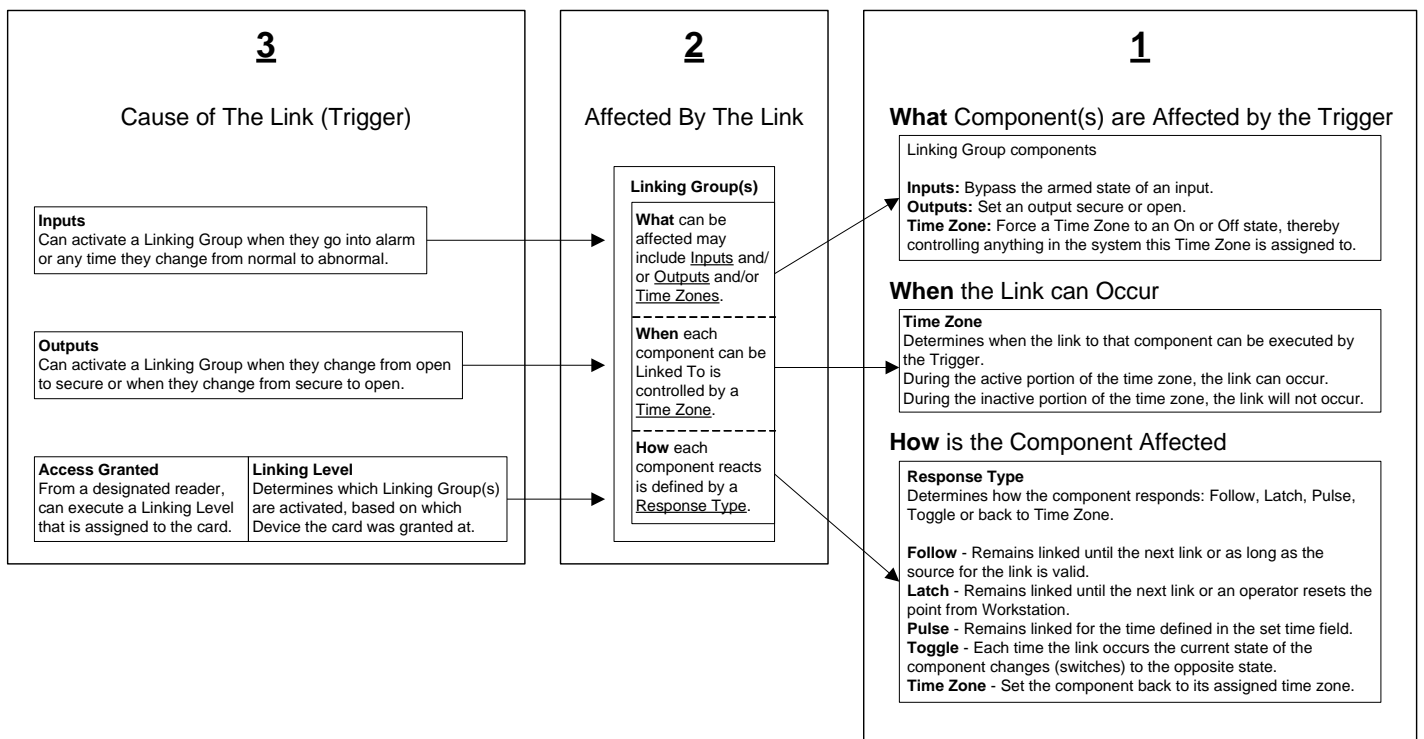 3
Cause of The Link (Trigger)
Inputs
Can activate a Linking Group when they go into alarm
or any time they change from normal to abnormal.
Outputs
Can activate a Linking Group when they change from open
to secure or when they change from secure to open.
Access Granted
From a designated reader,
can execute a Linking Level
that is assigned to the card.
Linking Level
Determines which Linking Group(s)
are activated, based on which
Device the card was granted at.
2
Affected By The Link
Linking Group(s)
What can be
affected may
include Inputs and/
or Outputs and/or
Time Zones.
When each
component can be
Linked To is
controlled by a
Time Zone.
How each
component reacts
is defined by a
Response Type.
1
What Component(s) are Affected by the Trigger
Linking Group components
Inputs: Bypass the armed state of an input.
Outputs: Set an output secure or open.
Time Zone: Force a Time Zone to an On or Off state, thereby
controlling anything in the system this Time Zone is assigned to.
When the Link can Occur
Time Zone
Determines when the link to that component can be executed by
the Trigger.
During the active portion of the time zone, the link can occur.
During the inactive portion of the time zone, the link will not occur.
How is the Component Affected
Response Type
Determines how the component responds: Follow, Latch, Pulse,
Toggle or back to Time Zone.
Follow - Remains linked until the next link or as long as the
source for the link is valid.
Latch - Remains linked until the next link or an operator resets the
point from Workstation.
Pulse - Remains linked for the time defined in the set time field.
Toggle - Each time the link occurs the current state of the
component changes (switches) to the opposite state.
Time Zone - Set the component back to its assigned time zone.